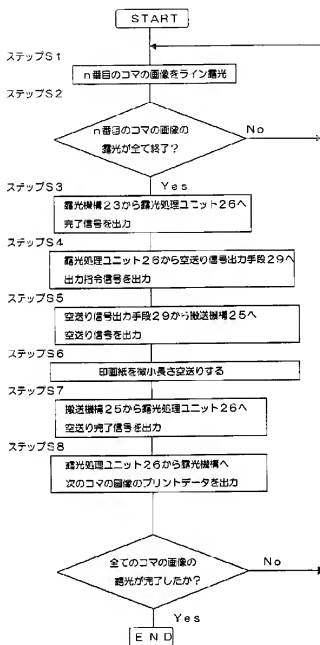 START
ステップS1
n番目のコマの画像をライン露光
ステップS2
n番目のコマの画像の
露光が全て終了？
No
Yes
ステップS3
露光機構23から露光処理ユニット26へ
完了信号を出力
ステップS4
露光処理ユニット26から空送り信号出力手段29へ
出力指令信号を出力
ステップS5
空送り信号出力手段29から搬送機構25へ
空送り信号を出力
ステップS6
印画紙を微小長さ空送りする
ステップS7
搬送機構25から露光処理ユニット26へ
空送り完了信号を出力
ステップS8
露光処理ユニット26から露光機構へ
次のコマの画像のプリントデータを出力
全てのコマの画像の
露光が完了したか？
No
Yes
END